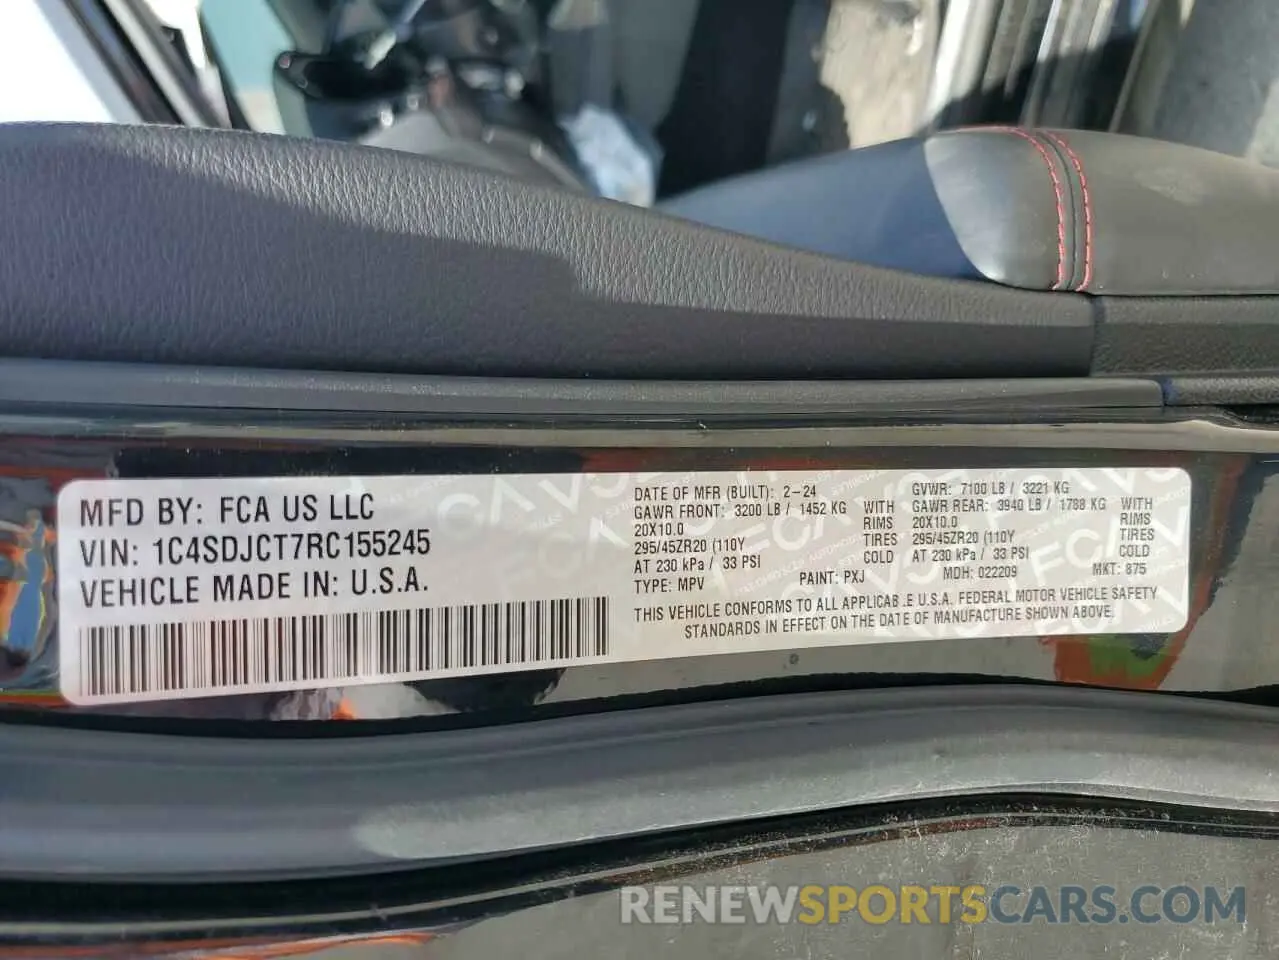 MFD BY: FCA US LLC
VIN: 1C4SDJCT7RC155245
VEHICLE MADE IN: U.S.A.
DATE OF MFR (BUILT): 2-24
GAWR FRONT: 3200 LB / 1452 KG WITH
20X10.0 RIMS
295/45ZR20 (110Y TIRES
AT 230 kPa / 33 PSI COLD
TYPE: MPV PAINT: PXJ
GVWR: 7100 LB / 3221 KG
GAWR REAR: 3940 LB / 1788 KG WITH
20X10.0 RIMS
295/45ZR20 (110Y TIRES
AT 230 kPa / 33 PSI COLD
MDH: 022209 MKT: 875
THIS VEHICLE CONFORMS TO ALL APPLICAB.E U.S.A. FEDERAL MOTOR VEHICLE SAFETY
STANDARDS IN EFFECT ON THE DATE OF MANUFACTURE SHOWN ABOVE.
RENEWSPORTSCARS.COM